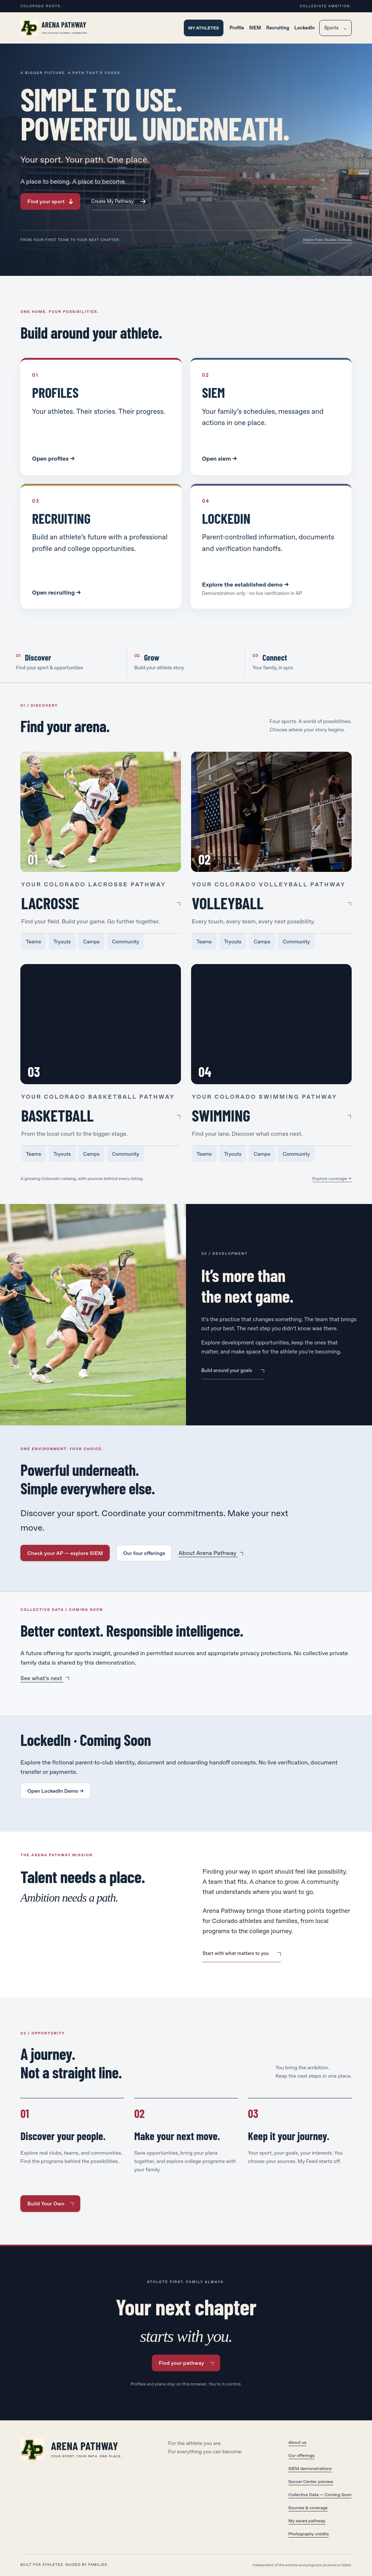 COLORADO ROOTS.
COLLEGIATE AMBITION.
AP
ARENA PATHWAY
MY ATHLETES
Profile
SIEM
Recruiting
LockedIn
Sports
A BIGGER PICTURE. A PATH THAT'S YOURS.
SIMPLE TO USE.
POWERFUL UNDERNEATH.
Your sport. Your path. One place.
A place to belong. A place to become.
Find your sport ↓
Create My Pathway →
FROM YOUR FIRST TEAM TO YOUR NEXT CHAPTER.
ONE HOME. FOUR POSSIBILITIES.
Build around your athlete.
01
PROFILES
Your athletes. Their stories. Their progress.
Open profiles →
02
SIEM
Your family's schedules, messages and
actions in one place.
Open siem →
03
RECRUITING
Build an athlete's future with a professional
profile and college opportunities.
Open recruiting →
04
LOCKEDIN
Parent-controlled information, documents
and verification handoffs.
Explore the established demo →
Demonstration only · no live verification in AP
01 Discover
Find your sport & opportunities
02 Grow
Build your athlete story
03 Connect
Your family, in sync
01 / DISCOVERY
Find your arena.
Four sports. A world of possibilities.
Choose where your story begins.
01
YOUR COLORADO LACROSSE PATHWAY
LACROSSE
Find your field. Build your game. Go further together.
Teams
Tryouts
Camps
Community
02
YOUR COLORADO VOLLEYBALL PATHWAY
VOLLEYBALL
Every touch, every team, every next possibility.
Teams
Tryouts
Camps
Community
03
YOUR COLORADO BASKETBALL PATHWAY
BASKETBALL
From the local court to the bigger stage.
Teams
Tryouts
Camps
Community
04
YOUR COLORADO SWIMMING PATHWAY
SWIMMING
Find your lane. Discover what comes next.
Teams
Tryouts
Camps
Community
A growing Colorado catalog, with sources behind every listing.
Explore coverage →
02 / DEVELOPMENT
It's more than
the next game.
It's the practice that changes something. The team that brings
out your best. The next step you didn't know was there.
Explore development opportunities, keep the ones that
matter, and make space for the athlete you're becoming.
Build around your goals
ONE ENVIRONMENT. YOUR CHOICE.
Powerful underneath.
Simple everywhere else.
Discover your sport. Coordinate your commitments. Make your next
move.
Check your AP — explore SIEM
Our four offerings
About Arena Pathway
COLLECTIVE DATA / COMING SOON
Better context. Responsible intelligence.
A future offering for sports insight, grounded in permitted sources and appropriate privacy protections. No collective private
family data is shared by this demonstration.
See what's next
LockedIn · Coming Soon
Explore the fictional parent-to-club identity, document and onboarding handoff concepts. No live verification, document
transfer or payments.
Open LockedIn Demo →
THE ARENA PATHWAY MISSION
Talent needs a place.
Ambition needs a path.
Finding your way in sport should feel like possibility.
A team that fits. A chance to grow. A community
that understands where you want to go.
Arena Pathway brings those starting points together
for Colorado athletes and families, from local
programs to the college journey.
Start with what matters to you
03 / OPPORTUNITY
A journey.
Not a straight line.
You bring the ambition.
Keep the next steps in one place.
01
Discover your people.
Explore real clubs, teams, and communities.
Find the programs behind the possibilities.
02
Make your next move.
Save opportunities, bring your plans
together, and explore college programs with
your family.
03
Keep it your journey.
Your sport, your goals, your interests. You
choose your sources. My Feed starts off.
Build Your Own
ATHLETE FIRST. FAMILY ALWAYS.
Your next chapter
starts with you.
Find your pathway
Profiles and plans stay on this browser. You're in control.
AP
ARENA PATHWAY
YOUR SPORT. YOUR PATH. ONE PLACE.
For the athlete you are.
For everything you can become.
About us
Our offerings
SIEM demonstrations
Soccer Center preview
Collective Data — Coming Soon
Sources & coverage
My saved pathway
Photography credits
BUILT FOR ATHLETES. GUIDED BY FAMILIES.
Independent of the schools and programs pictured or listed.